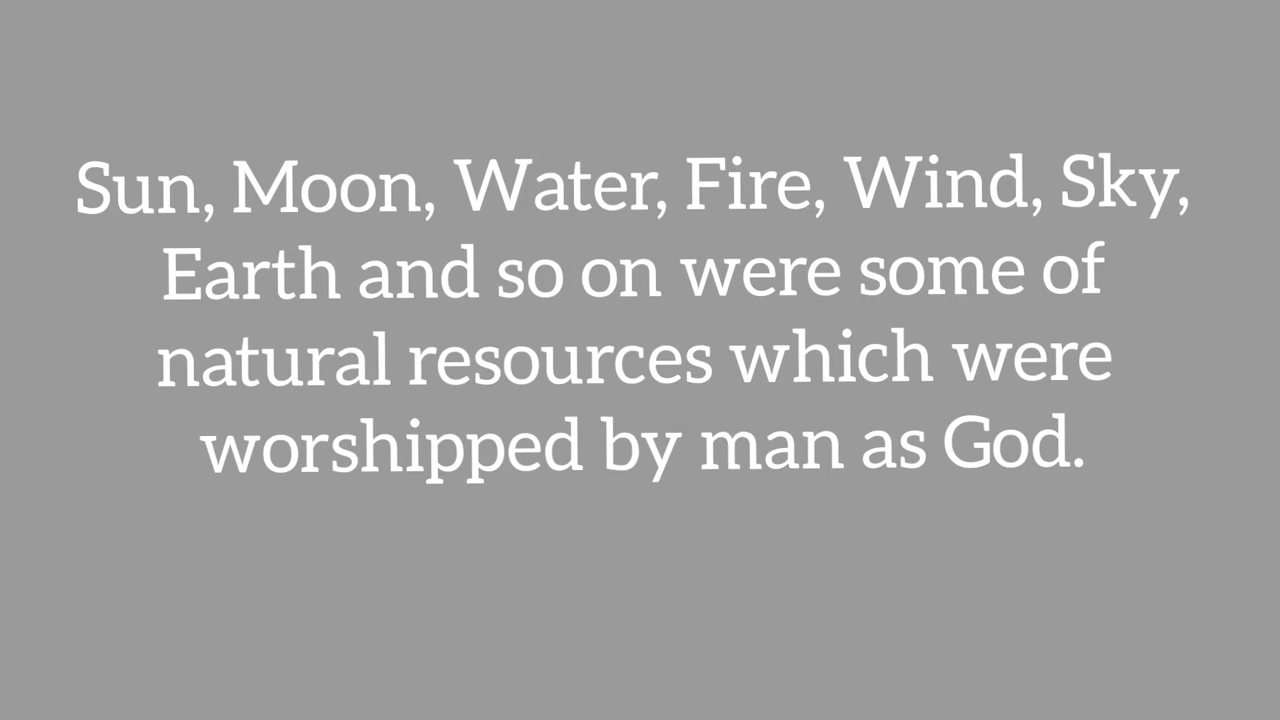 Sun, Moon, Water, Fire, Wind, Sky,
Earth and so on were some of
natural resources which were
worshipped by man as God.